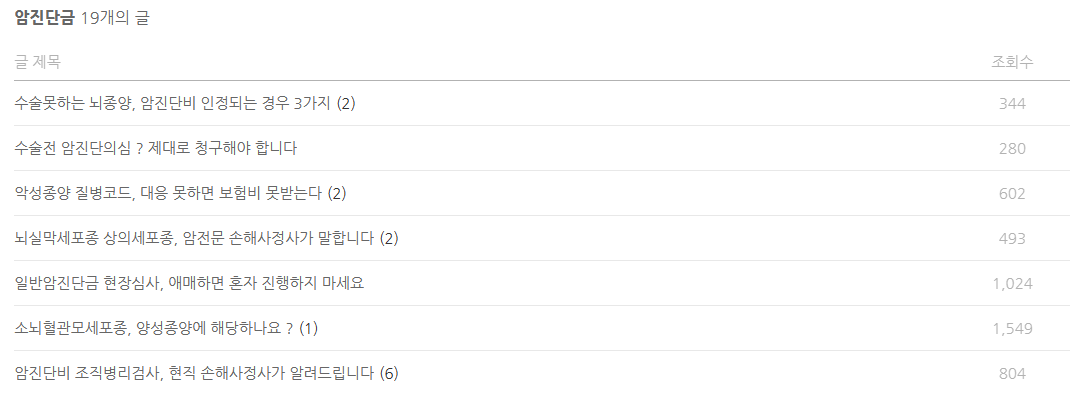 암진단금 19개의 글
글 제목 조회수
수술못하는 뇌종양, 암진단비 인정되는 경우 3가지 (2) 344
수술전 암진단의심 ? 제대로 청구해야 합니다 280
악성종양 질병코드, 대응 못하면 보험비 못받는다 (2) 602
뇌실막세포종 상의세포종, 암전문 손해사정사가 말합니다 (2) 493
일반암진단금 현장심사, 애매하면 혼자 진행하지 마세요 1,024
소뇌혈관모세포종, 양성종양에 해당하나요 ? (1) 1,549
암진단비 조직병리검사, 현직 손해사정사가 알려드립니다 (6) 804